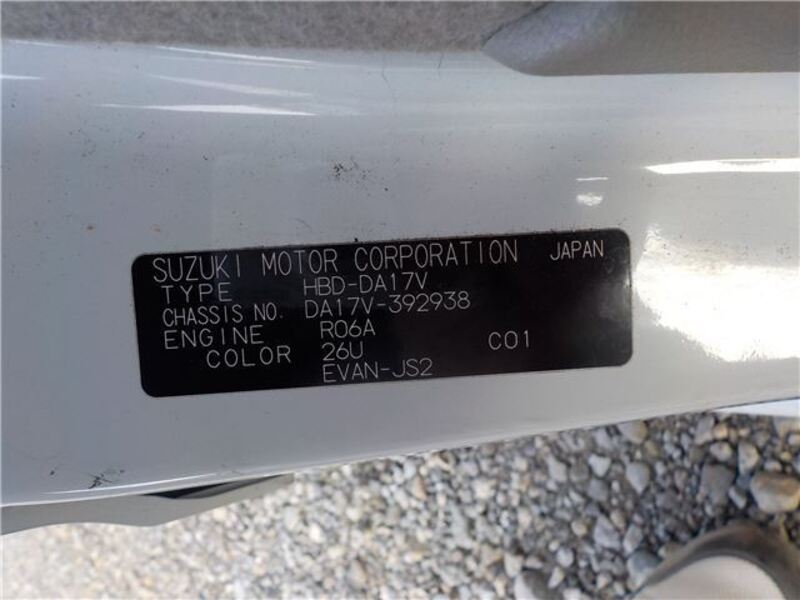 SUZUKI MOTOR CORPORATION JAPAN
TYPE HBD-DA17V
CHASSIS NO. DA17V-392938
ENGINE R06A
COLOR 26U C01
EVAN-JS2